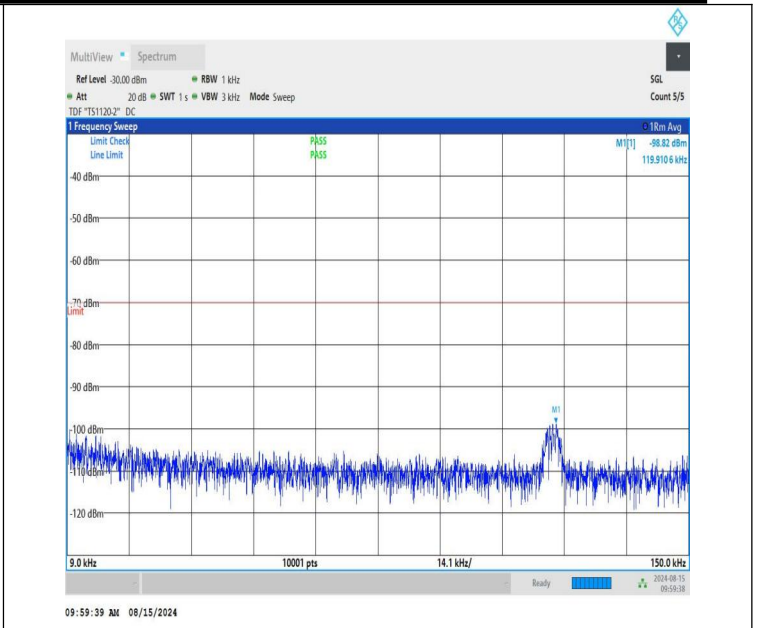 R S
MultiView Spectrum
Ref Level -30.00 dBm RBW 1 kHz SGL
Att 20 dB SWT 1 s VBW 3 kHz Mode Sweep Count 5/5
TDF "TS1120-2" DC
1 Frequency Sweep 1Rm Avg
Limit Check PASS M1[1] -98.82 dBm
Line Limit PASS 119.910 6 kHz
-40 dBm
-50 dBm
-60 dBm
-70 dBm
Limit
-80 dBm
-90 dBm
M1
-100 dBm
-110 dBm
-120 dBm
9.0 kHz 10001 pts 14.1 kHz/ 150.0 kHz
Ready 2024-08-15
09:59:38
09:59:39 AM 08/15/2024